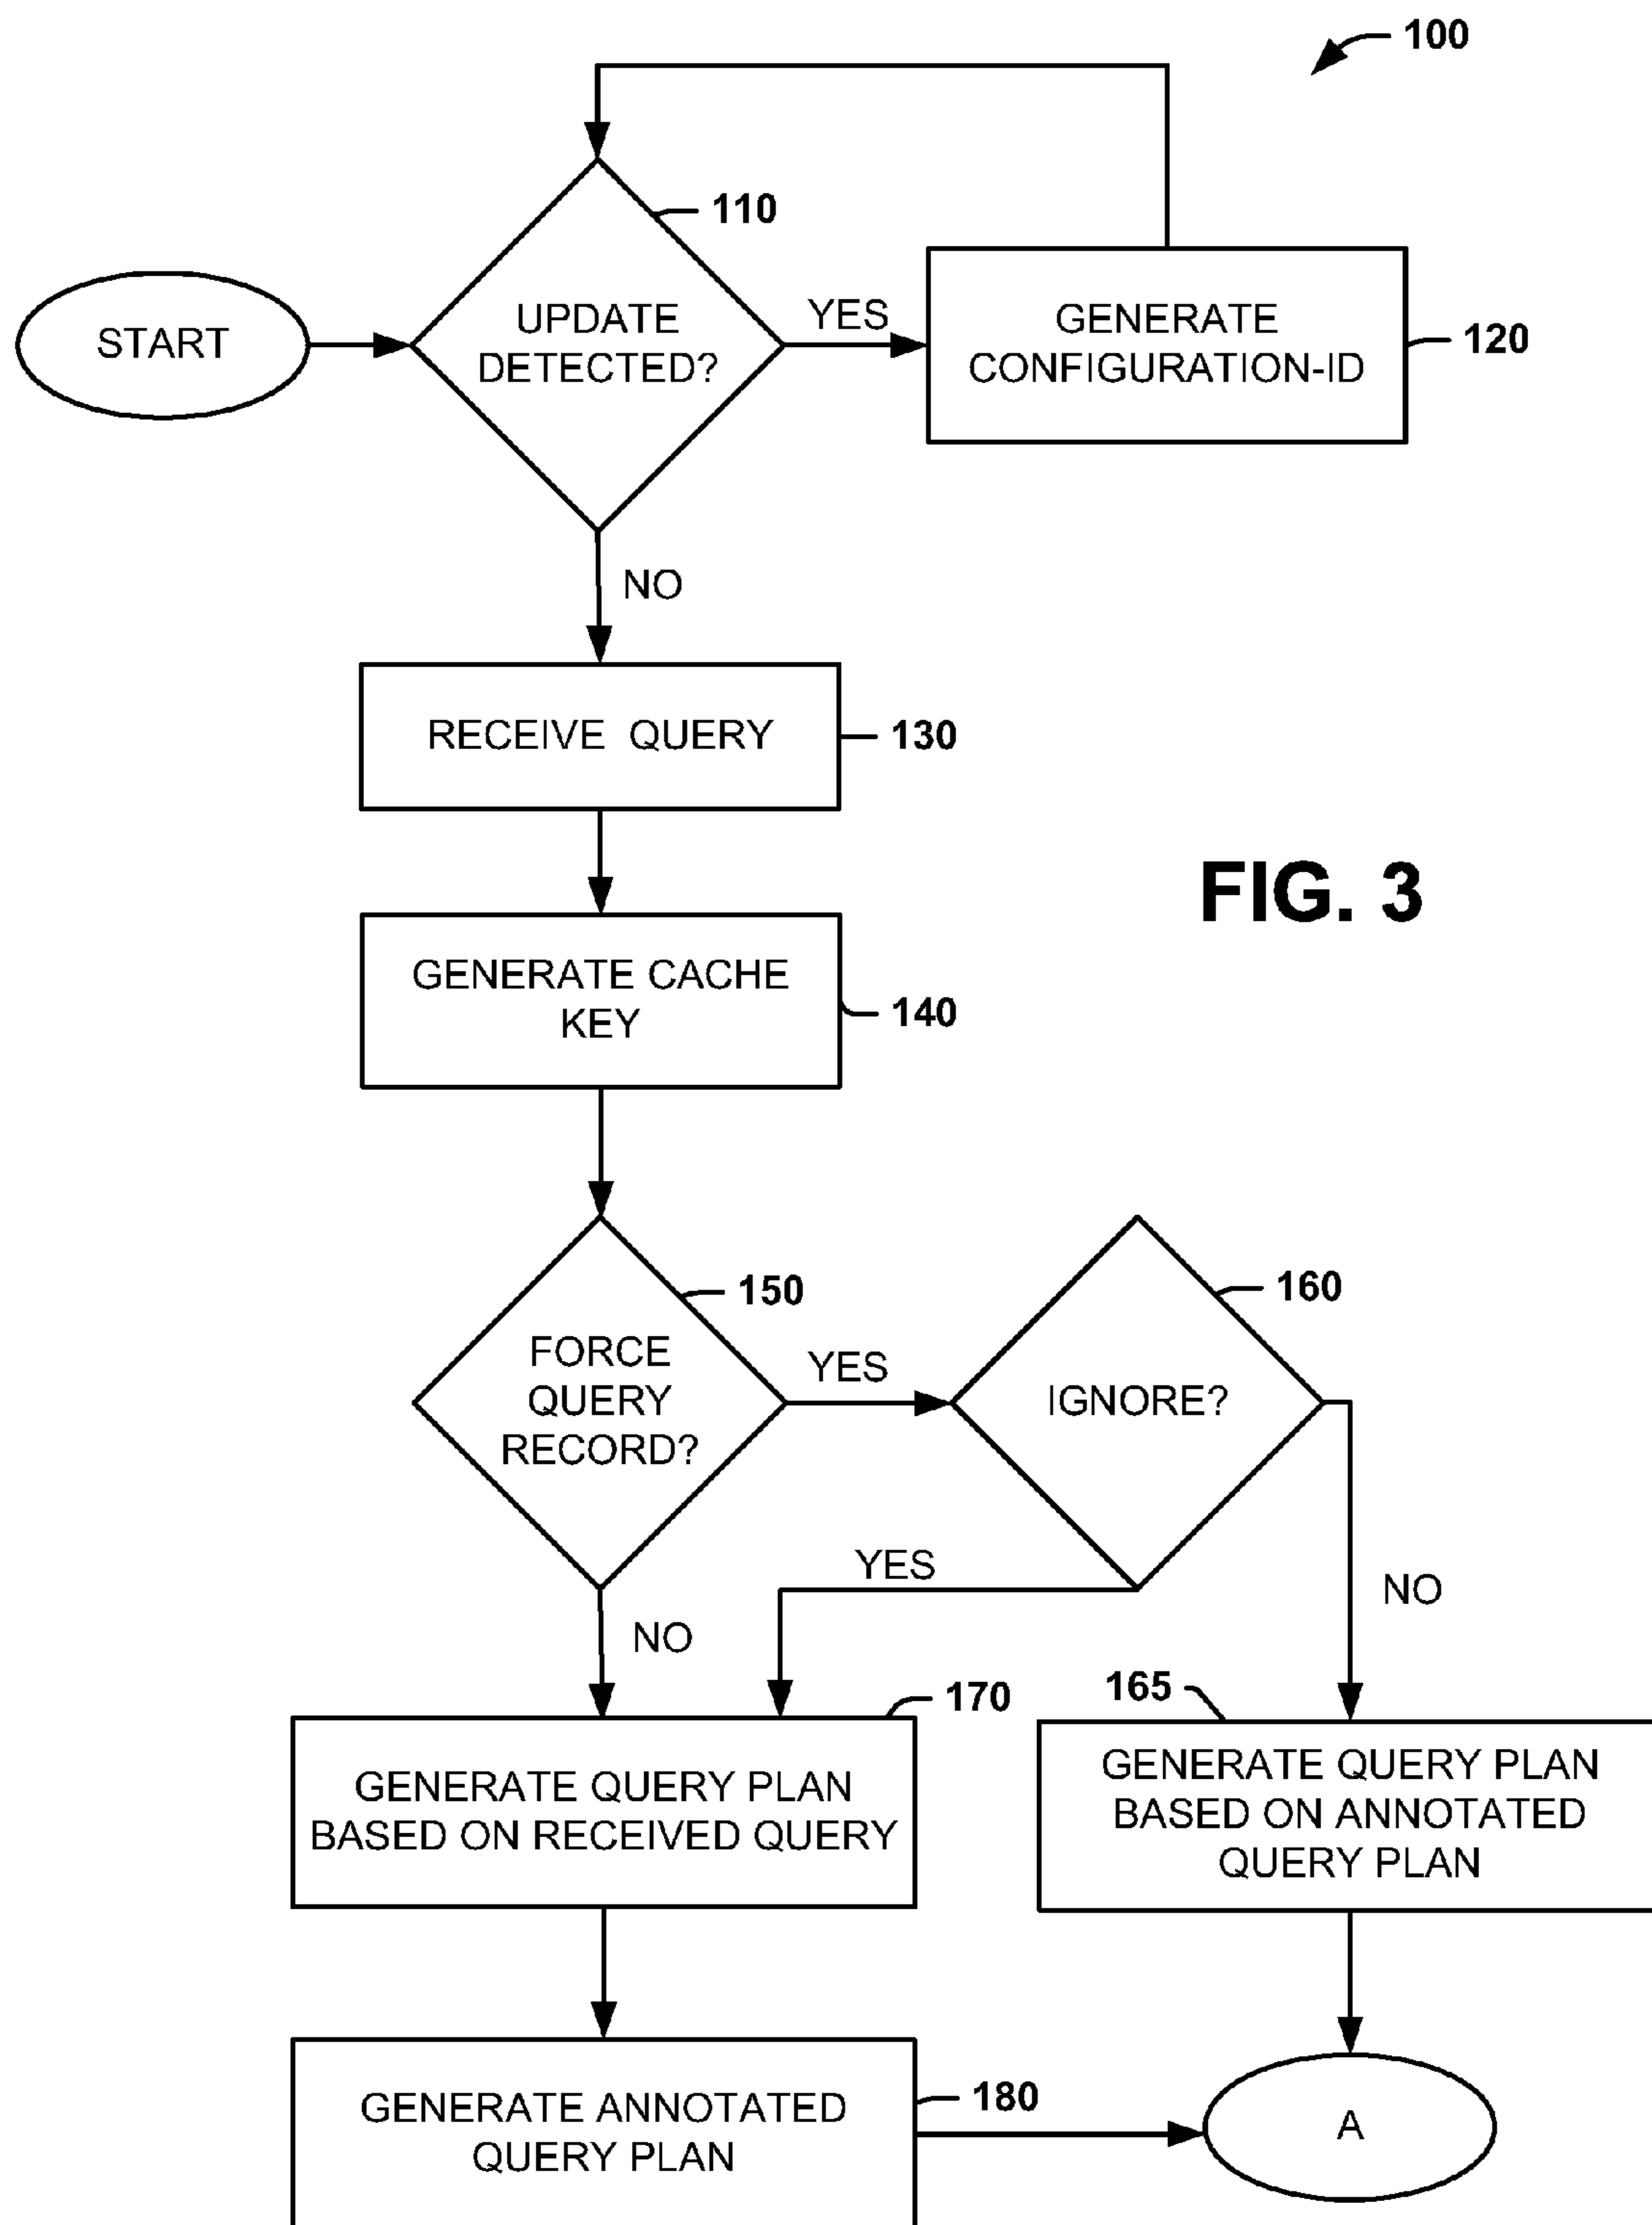 100
110
UPDATE
DETECTED?
START
YES
GENERATE
CONFIGURATION-ID
120
NO
RECEIVE QUERY
130
FIG. 3
GENERATE CACHE
KEY
140
150
FORCE
QUERY
RECORD?
YES
160
IGNORE?
YES
NO
NO
170
165
GENERATE QUERY PLAN
BASED ON RECEIVED QUERY
GENERATE QUERY PLAN
BASED ON ANNOTATED
QUERY PLAN
GENERATE ANNOTATED
QUERY PLAN
180
A